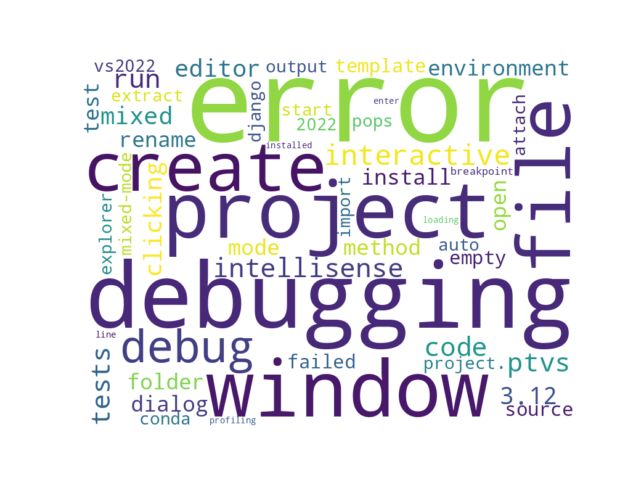 vs2022
editor
output
template
environment
run
extract
error
test
mixed
django
start
enter
2022
pops
attach
file
rename
installed
create
interactive
install
breakpoint
explorer
mixed-mode
clicking
project
import
loading
open
mode
method
auto
empty
intellisense
debugging
line
debug
failed
code
project.
ptvs
tests
folder
window
dialog
3.12
source
conda
profiling